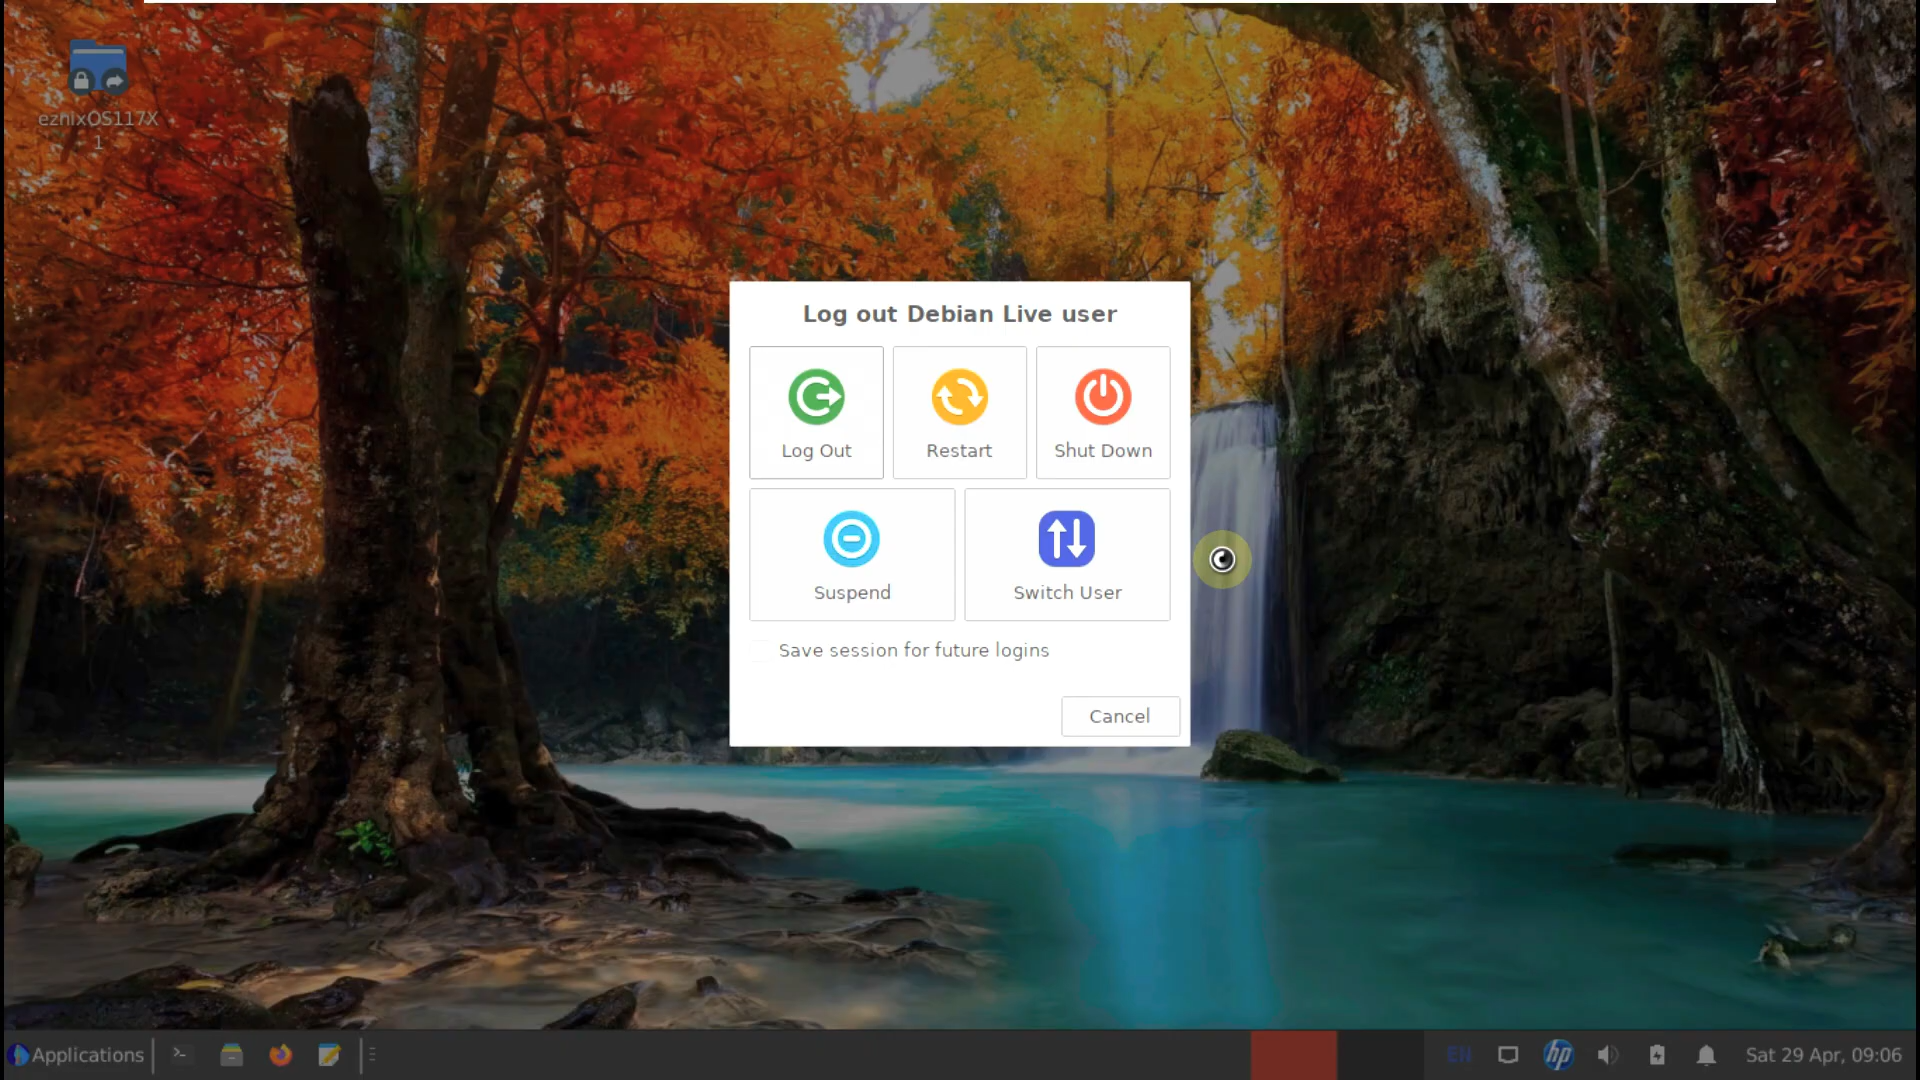 eznixOS117X
1
Log out Debian Live user
Log Out
Restart
Shut Down
Suspend
Switch User
Save session for future logins
Cancel
Applications
EN
hp
Sat 29 Apr, 09:06